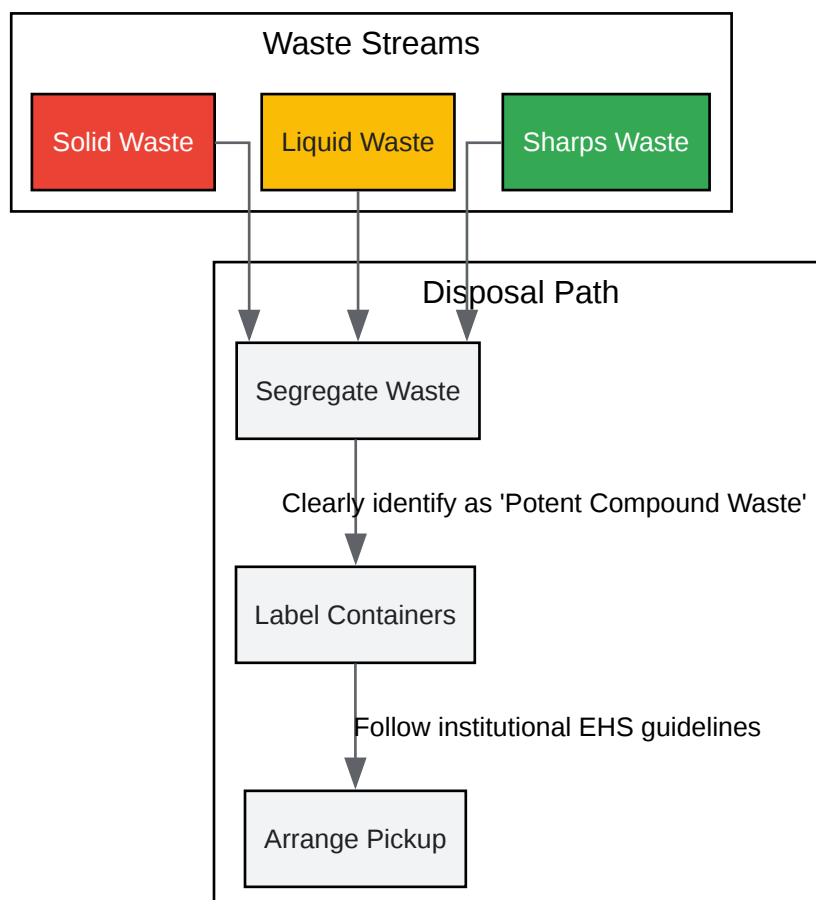 Waste Streams
Solid Waste
Liquid Waste
Sharps Waste
Disposal Path
Segregate Waste
Clearly identify as 'Potent Compound Waste'
Label Containers
Follow institutional EHS guidelines
Arrange Pickup